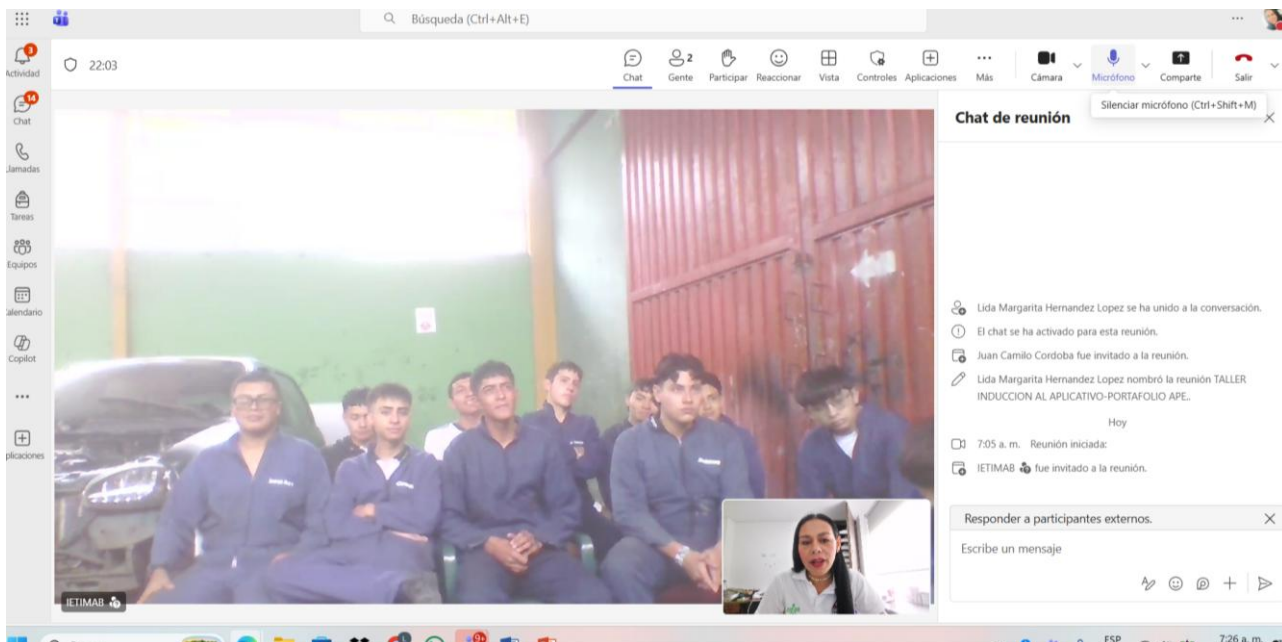 Búsqueda (Ctrl+Alt+E)
...
3
Actividad
14
Chat
Llamadas
Tareas
Equipos
Calendario
Copilot
...
plicaciones
22:03
Chat
2
Gente
Participar
Reaccionar
Vista
Controles
Aplicaciones
Más
Cámara
Micrófono
Comparte
Salir
Silenciar micrófono (Ctrl+Shift+M)
Chat de reunión
Lida Margarita Hernandez Lopez se ha unido a la conversación.
El chat se ha activado para esta reunión.
Juan Camilo Cordoba fue invitado a la reunión.
Lida Margarita Hernandez Lopez nombró la reunión TALLER
INDUCCION AL APLICATIVO-PORTAFOLIO APE..
Hoy
7:05 a. m. Reunión iniciada:
IETIMAB fue invitado a la reunión.
Responder a participantes externos.
Escribe un mensaje
IETIMAB
9+
ESP
7:26 a. m.